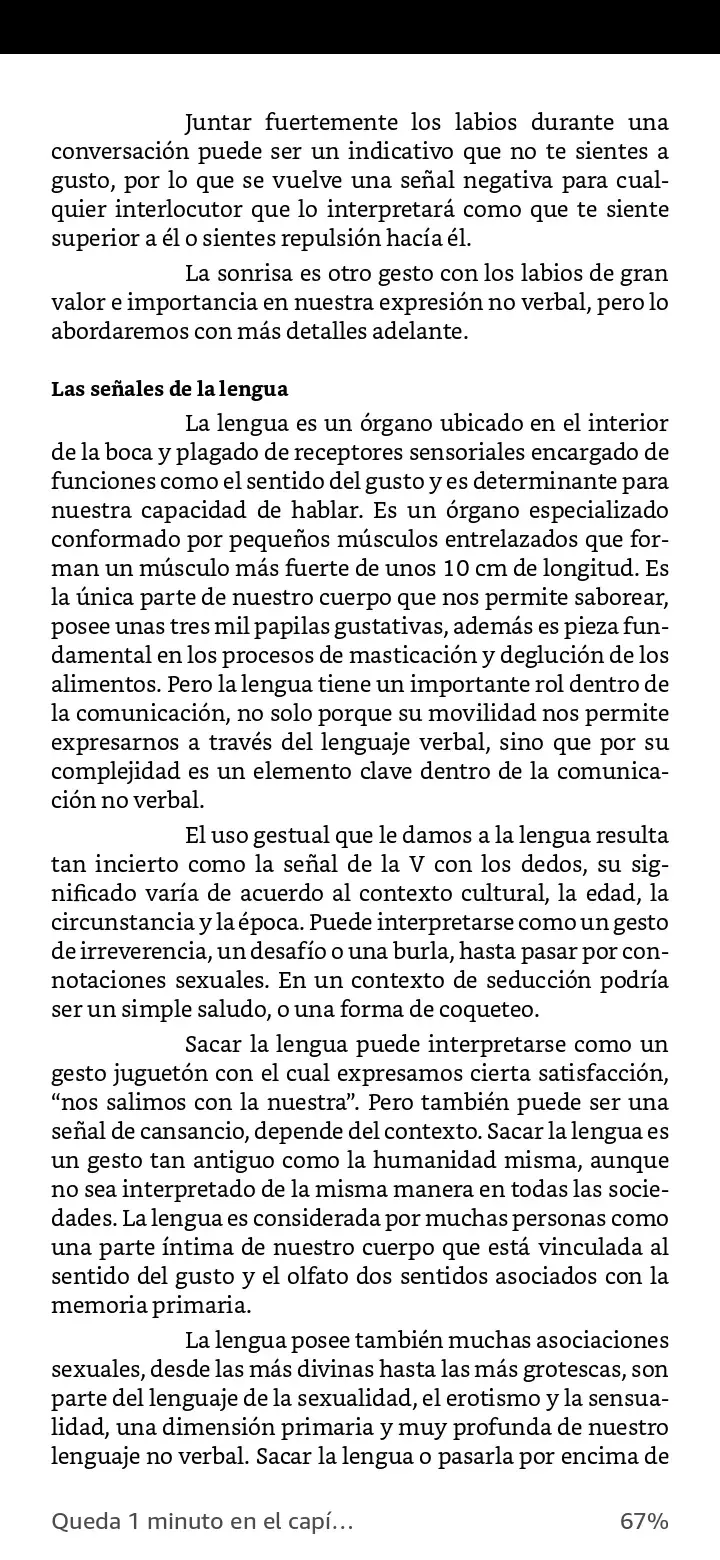 Juntar fuertemente los labios durante una
conversación puede ser un indicativo que no te sientes a
gusto, por lo que se vuelve una señal negativa para cual-
quier interlocutor que lo interpretará como que te siente
superior a él o sientes repulsión hacía él.
La sonrisa es otro gesto con los labios de gran
valor e importancia en nuestra expresión no verbal, pero lo
abordaremos con más detalles adelante.
Las señales de la lengua
La lengua es un órgano ubicado en el interior
de la boca y plagado de receptores sensoriales encargado de
funciones como el sentido del gusto y es determinante para
nuestra capacidad de hablar. Es un órgano especializado
conformado por pequeños músculos entrelazados que for-
man un músculo más fuerte de unos 10 cm de longitud. Es
la única parte de nuestro cuerpo que nos permite saborear,
posee unas tres mil papilas gustativas, además es pieza fun-
damental en los procesos de masticación y deglución de los
alimentos. Pero la lengua tiene un importante rol dentro de
la comunicación, no solo porque su movilidad nos permite
expresarnos a través del lenguaje verbal, sino que por su
complejidad es un elemento clave dentro de la comunica-
ción no verbal.
El uso gestual que le damos a la lengua resulta
tan incierto como la señal de la V con los dedos, su sig-
nificado varía de acuerdo al contexto cultural, la edad, la
circunstancia y la época. Puede interpretarse como un gesto
de irreverencia, un desafío o una burla, hasta pasar por con-
notaciones sexuales. En un contexto de seducción podría
ser un simple saludo, o una forma de coqueteo.
Sacar la lengua puede interpretarse como un
gesto juguetón con el cual expresamos cierta satisfacción,
“nos salimos con la nuestra”. Pero también puede ser una
señal de cansancio, depende del contexto. Sacar la lengua es
un gesto tan antiguo como la humanidad misma, aunque
no sea interpretado de la misma manera en todas las socie-
dades. La lengua es considerada por muchas personas como
una parte íntima de nuestro cuerpo que está vinculada al
sentido del gusto y el olfato dos sentidos asociados con la
memoria primaria.
La lengua posee también muchas asociaciones
sexuales, desde las más divinas hasta las más grotescas, son
parte del lenguaje de la sexualidad, el erotismo y la sensua-
lidad, una dimensión primaria y muy profunda de nuestro
lenguaje no verbal. Sacar la lengua o pasarla por encima de
Queda 1 minuto en el capí… 67%